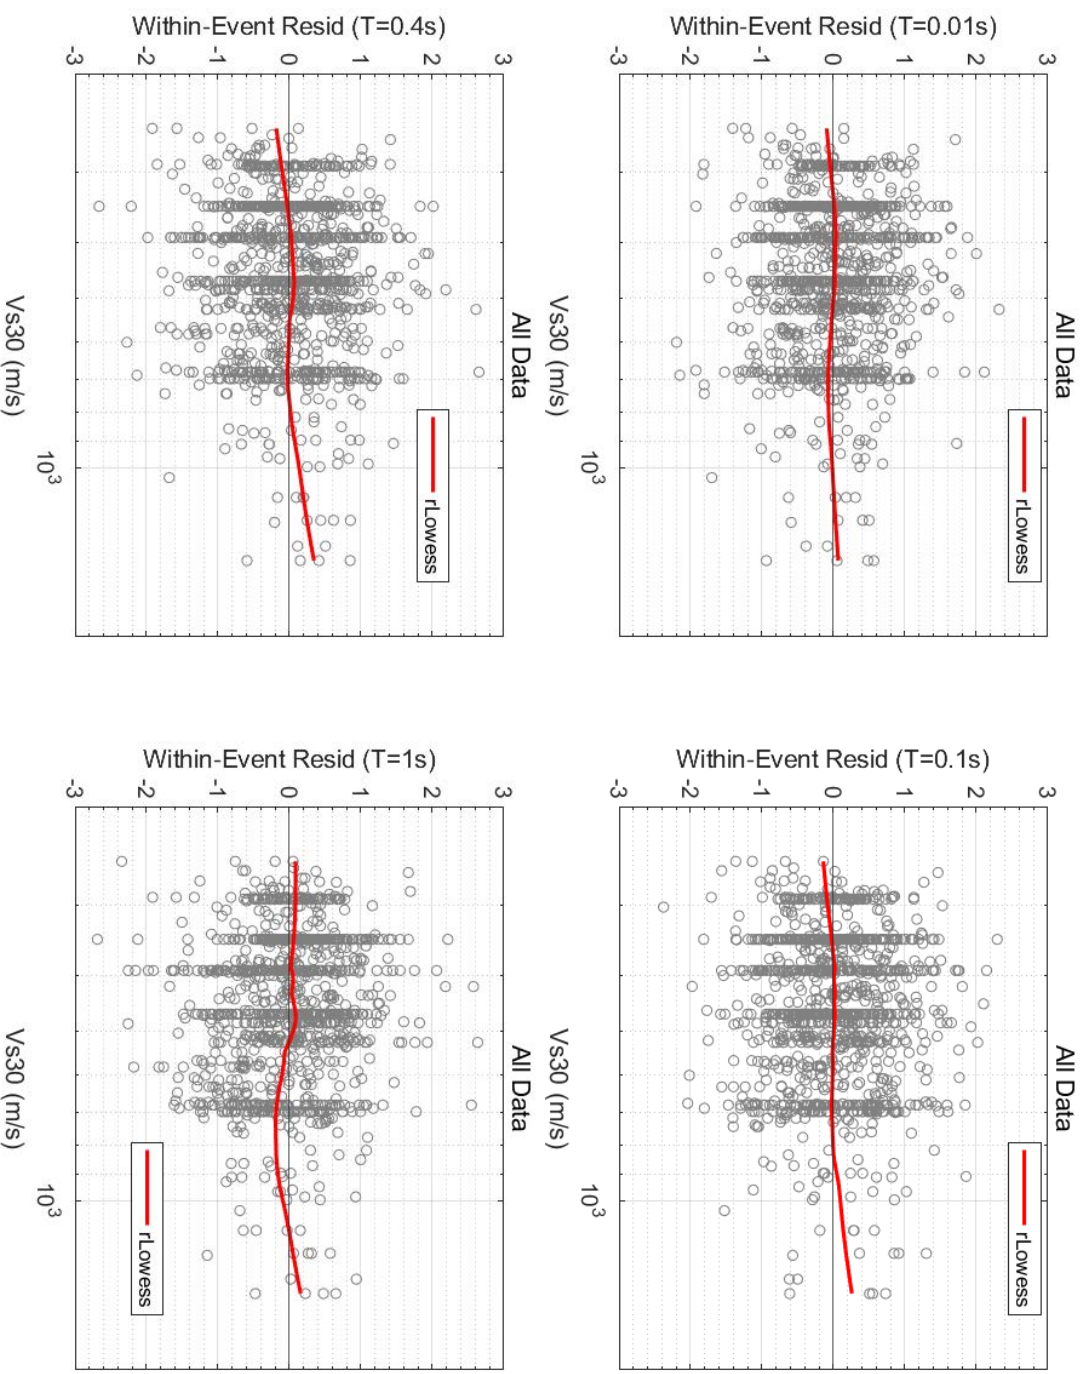 All Data
Within-Event Resid (T=0.01s)
3
2
1
0
-1
-2
-3
rLowess
10³
Vs30 (m/s)
All Data
Within-Event Resid (T=0.1s)
3
2
1
0
-1
-2
-3
rLowess
10³
Vs30 (m/s)
All Data
Within-Event Resid (T=0.4s)
3
2
1
0
-1
-2
-3
rLowess
10³
Vs30 (m/s)
All Data
Within-Event Resid (T=1s)
3
2
1
0
-1
-2
-3
rLowess
10³
Vs30 (m/s)